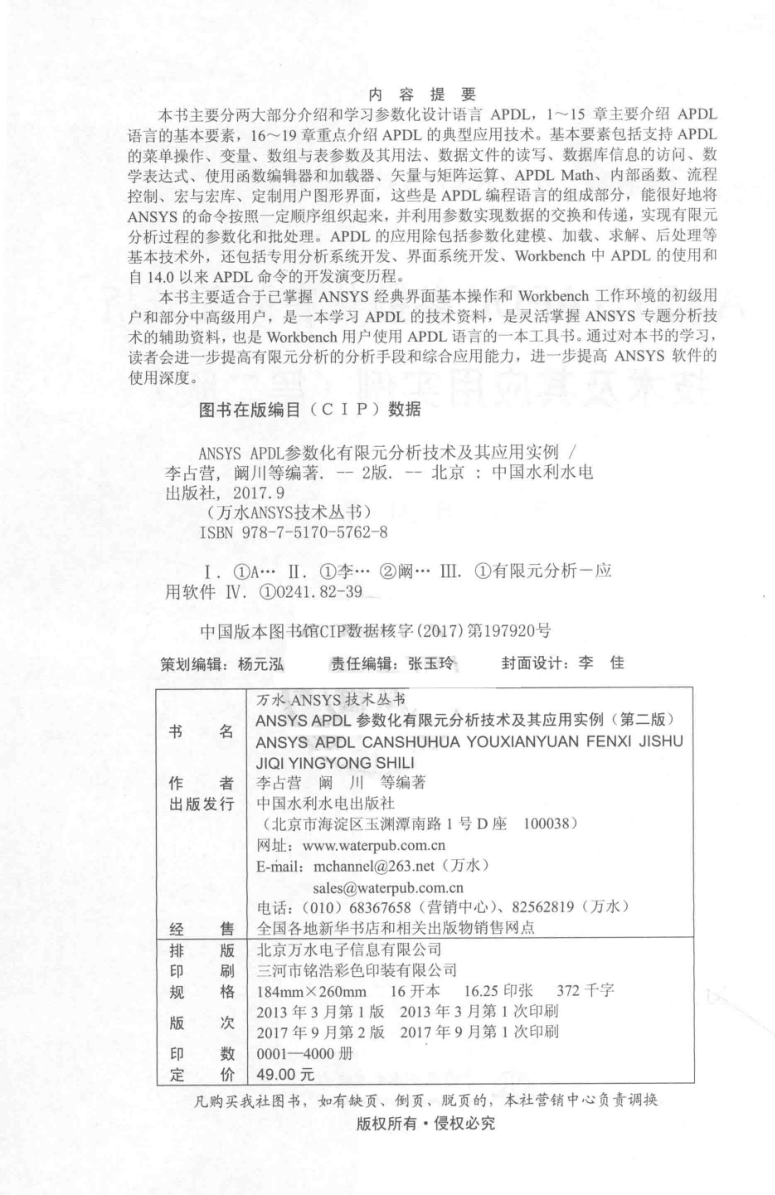 内 容 提 要
本书主要分两大部分介绍和学习参数化设计语言 APDL，1～15 章主要介绍 APDL
语言的基本要素，16～19 章重点介绍 APDL 的典型应用技术。基本要素包括支持 APDL
的菜单操作、变量、数组与表参数及其用法、数据文件的读写、数据库信息的访问、数
学表达式、使用函数编辑器和加载器、矢量与矩阵运算、APDL Math、内部函数、流程
控制、宏与宏库、定制用户图形界面，这些是 APDL 编程语言的组成部分，能很好地将
ANSYS 的命令按照一定顺序组织起来，并利用参数实现数据的交换和传递，实现有限元
分析过程的参数化和批处理。APDL 的应用除包括参数化建模、加载、求解、后处理等
基本技术外，还包括专用分析系统开发、界面系统开发、Workbench 中 APDL 的使用和
自 14.0 以来 APDL 命令的开发演变历程。
本书主要适合于已掌握 ANSYS 经典界面基本操作和 Workbench 工作环境的初级用
户和部分中高级用户，是一本学习 APDL 的技术资料，是灵活掌握 ANSYS 专题分析技
术的辅助资料，也是 Workbench 用户使用 APDL 语言的一本工具书。通过对本书的学习，
读者会进一步提高有限元分析的分析手段和综合应用能力，进一步提高 ANSYS 软件的
使用深度。
图书在版编目（CIP）数据
ANSYS APDL参数化有限元分析技术及其应用实例 /
李占营，阚川等编著. -- 2版. -- 北京 : 中国水利水电
出版社，2017.9
（万水ANSYS技术丛书）
ISBN 978-7-5170-5762-8
Ⅰ. ①A… Ⅱ. ①李… ②阚… Ⅲ. ①有限元分析－应
用软件 Ⅳ. ①O241.82-39
中国版本图书馆CIP数据核字(2017)第197920号
策划编辑：杨元泓 责任编辑：张玉玲 封面设计：李 佳
万水 ANSYS 技术丛书
书 名 ANSYS APDL 参数化有限元分析技术及其应用实例（第二版）
ANSYS APDL CANSHUHUA YOUXIANYUAN FENXI JISHU
JIQI YINGYONG SHILI
作 者 李占营 阚 川 等编著
出版发行 中国水利水电出版社
（北京市海淀区玉渊潭南路 1 号 D 座 100038）
网址：www.waterpub.com.cn
E-mail：mchannel@263.net（万水）
sales@waterpub.com.cn
电话：（010）68367658（营销中心）、82562819（万水）
经 售 全国各地新华书店和相关出版物销售网点
排 版 北京万水电子信息有限公司
印 刷 三河市铭浩彩色印装有限公司
规 格 184mm×260mm 16 开本 16.25 印张 372 千字
版 次 2013 年 3 月第 1 版 2013 年 3 月第 1 次印刷
2017 年 9 月第 2 版 2017 年 9 月第 1 次印刷
印 数 0001—4000 册
定 价 49.00 元
凡购买我社图书，如有缺页、倒页、脱页的，本社营销中心负责调换
版权所有·侵权必究